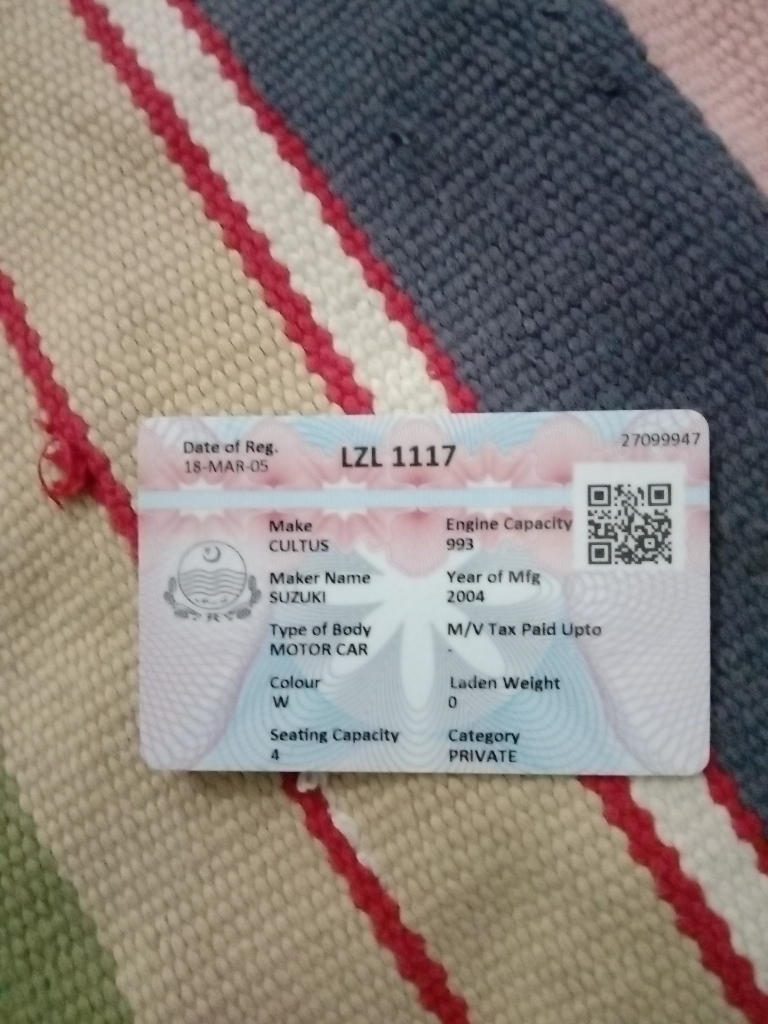 Date of Reg.
18-MAR-05
LZL 1117
27099947
Make
CULTUS
Engine Capacity
993
Maker Name
SUZUKI
Year of Mfg
2004
Type of Body
MOTOR CAR
M/V Tax Paid Upto
-
Colour
W
Laden Weight
0
Seating Capacity
4
Category
PRIVATE